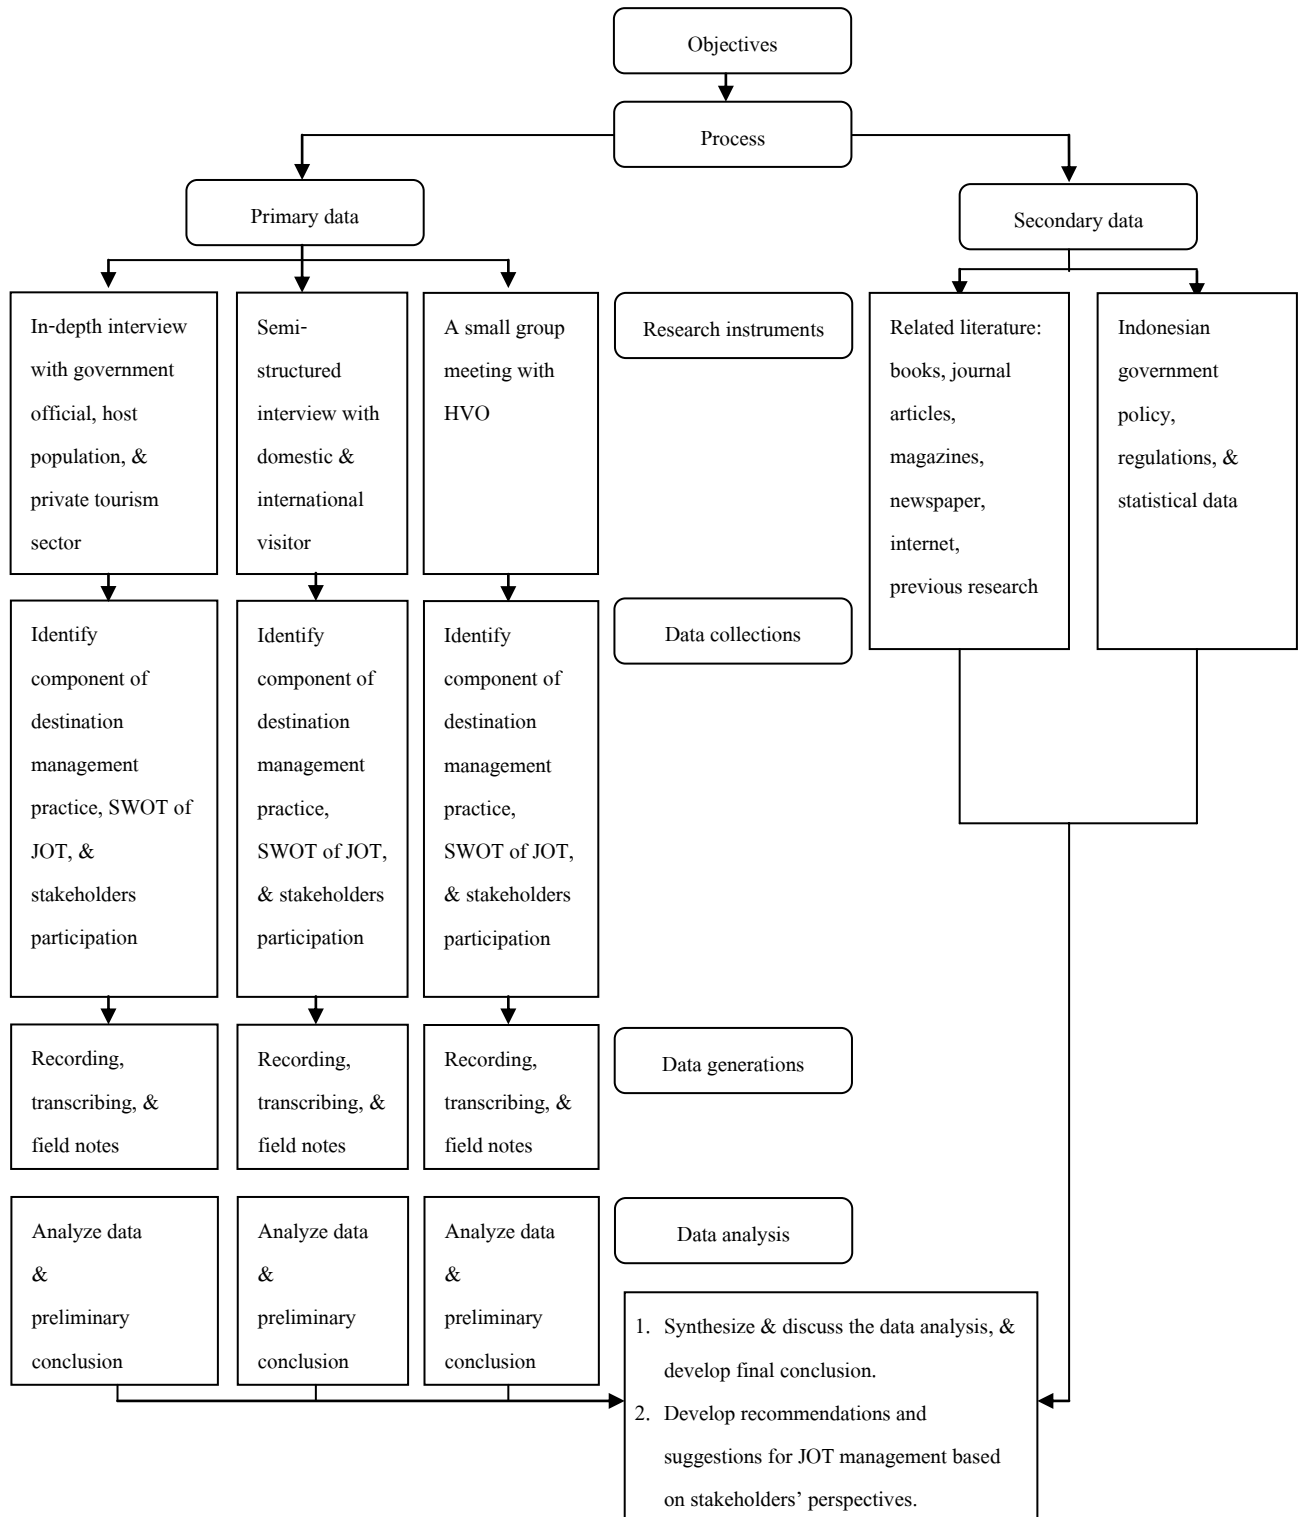 Objectives
Process
Primary data
Secondary data
In-depth interview
with government
official, host
population, &
private tourism
sector
Semi-
structured
interview with
domestic &
international
visitor
A small group
meeting with
HVO
Research instruments
Related literature:
books, journal
articles,
magazines,
newspaper,
internet,
previous research
Indonesian
government
policy,
regulations, &
statistical data
Identify
component of
destination
management
practice, SWOT of
JOT, &
stakeholders
participation
Identify
component of
destination
management
practice,
SWOT of JOT,
& stakeholders
participation
Identify
component of
destination
management
practice,
SWOT of JOT,
& stakeholders
participation
Data collections
Recording,
transcribing, &
field notes
Recording,
transcribing, &
field notes
Recording,
transcribing, &
field notes
Data generations
Analyze data
&
preliminary
conclusion
Analyze data
&
preliminary
conclusion
Analyze data
&
preliminary
conclusion
Data analysis
1. Synthesize & discuss the data analysis, &
develop final conclusion.
2. Develop recommendations and
suggestions for JOT management based
on stakeholders’ perspectives.